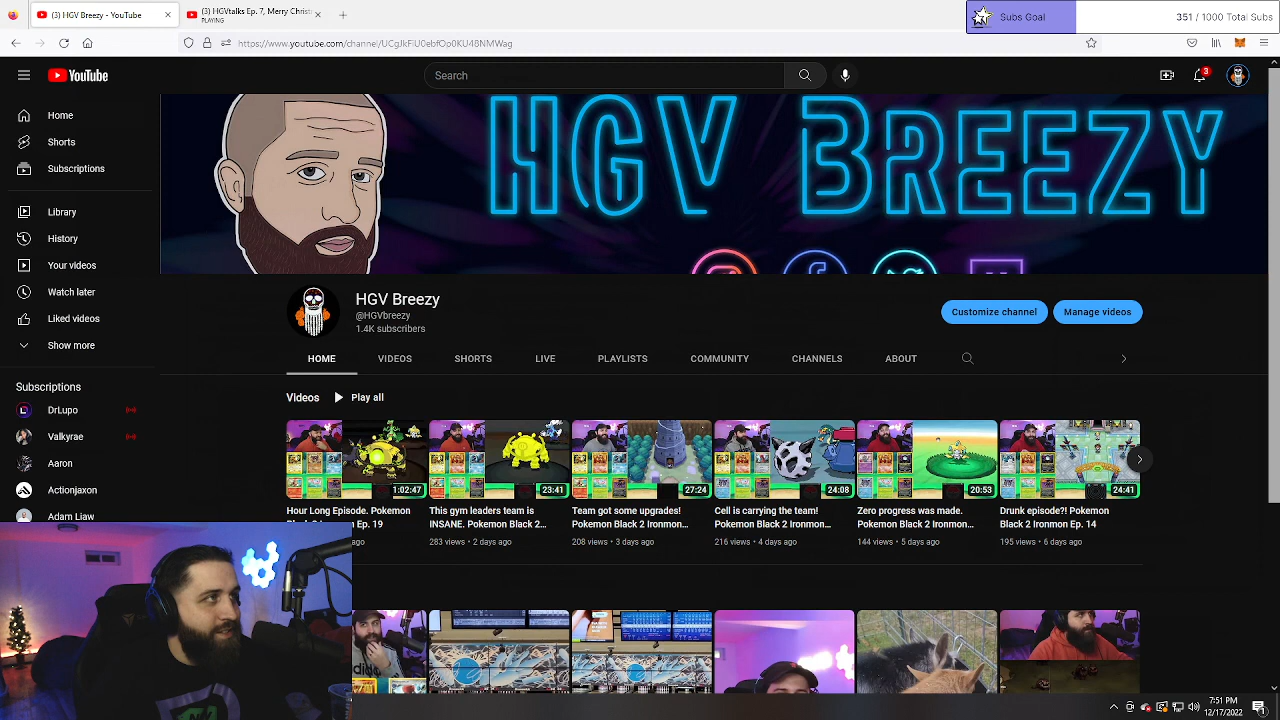 (3) HGV Breezy - YouTube
(3) HGVtalks Ep. 7, Merry Christ
PLAYING
Subs Goal
351 / 1000 Total Subs
YouTube
Search
3
Home
Shorts
Subscriptions
Library
History
Your videos
Watch later
Liked videos
Show more
Subscriptions
DrLupo
Valkyrae
Aaron
Actionjaxon
Adam Liaw
HGV BREEZY
HGV Breezy
@HGVbreezy
1.4K subscribers
Customize channel
Manage videos
HOME
VIDEOS
SHORTS
LIVE
PLAYLISTS
COMMUNITY
CHANNELS
ABOUT
Videos
Play all
1:02:47
23:41
27:24
24:08
20:53
24:41
Hour Long Episode. Pokemon
Ep. 19
ago
This gym leaders team is
INSANE. Pokemon Black 2...
283 views • 2 days ago
Team got some upgrades!
Pokemon Black 2 Ironmon...
208 views • 3 days ago
Cell is carrying the team!
Pokemon Black 2 Ironmon...
216 views • 4 days ago
Zero progress was made.
Pokemon Black 2 Ironmon...
144 views • 5 days ago
Drunk episode?! Pokemon
Black 2 Ironmon Ep. 14
195 views • 6 days ago
7:51 PM
12/17/2022
1